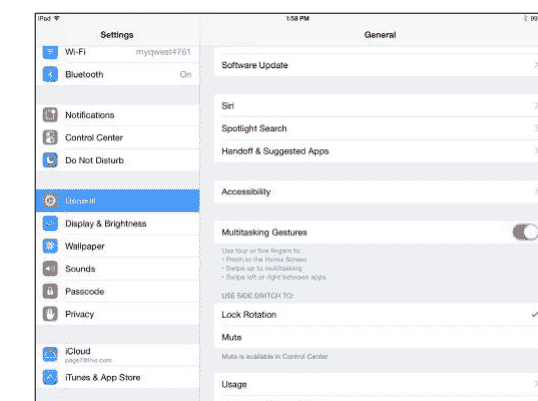 iPad
1:58 PM
99
Settings
General
Wi-Fi
myqwest4761
Bluetooth
On
Notifications
Control Center
Do Not Disturb
General
Display & Brightness
Wallpaper
Sounds
Passcode
Privacy
iCloud
iTunes & App Store
Software Update
Siri
Spotlight Search
Handoff & Suggested Apps
Accessibility
Multitasking Gestures
Use four or five fingers to:
• Pinch to the Home Screen
• Swipe up to multitasking
• Swipe left or right between apps
USE SIDE SWITCH TO:
Lock Rotation
Mute
Mute is available in Control Center.
Usage